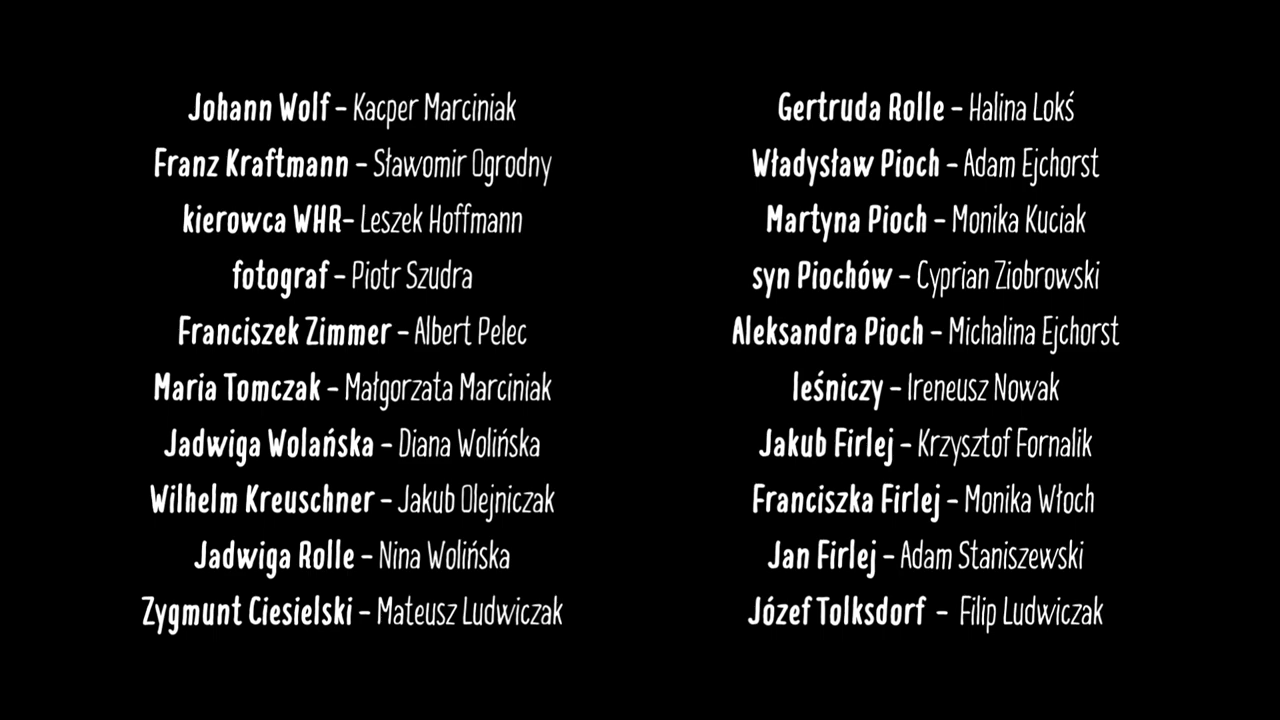 Johann Wolf – Kacper Marciniak
Franz Kraftmann – Sławomir Ogrodny
kierowca WHR– Leszek Hoffmann
fotograf – Piotr Szudra
Franciszek Zimmer – Albert Pelec
Maria Tomczak – Małgorzata Marciniak
Jadwiga Wolańska – Diana Wolińska
Wilhelm Kreuschner – Jakub Olejniczak
Jadwiga Rolle – Nina Wolińska
Zygmunt Ciesielski – Mateusz Ludwiczak
Gertruda Rolle – Halina Lokś
Władysław Pioch – Adam Ejchorst
Martyna Pioch – Monika Kuciak
syn Piochów – Cyprian Ziobrowski
Aleksandra Pioch – Michalina Ejchorst
leśniczy – Ireneusz Nowak
Jakub Firlej – Krzysztof Fornalik
Franciszka Firlej – Monika Włoch
Jan Firlej – Adam Staniszewski
Józef Tolksdorf – Filip Ludwiczak